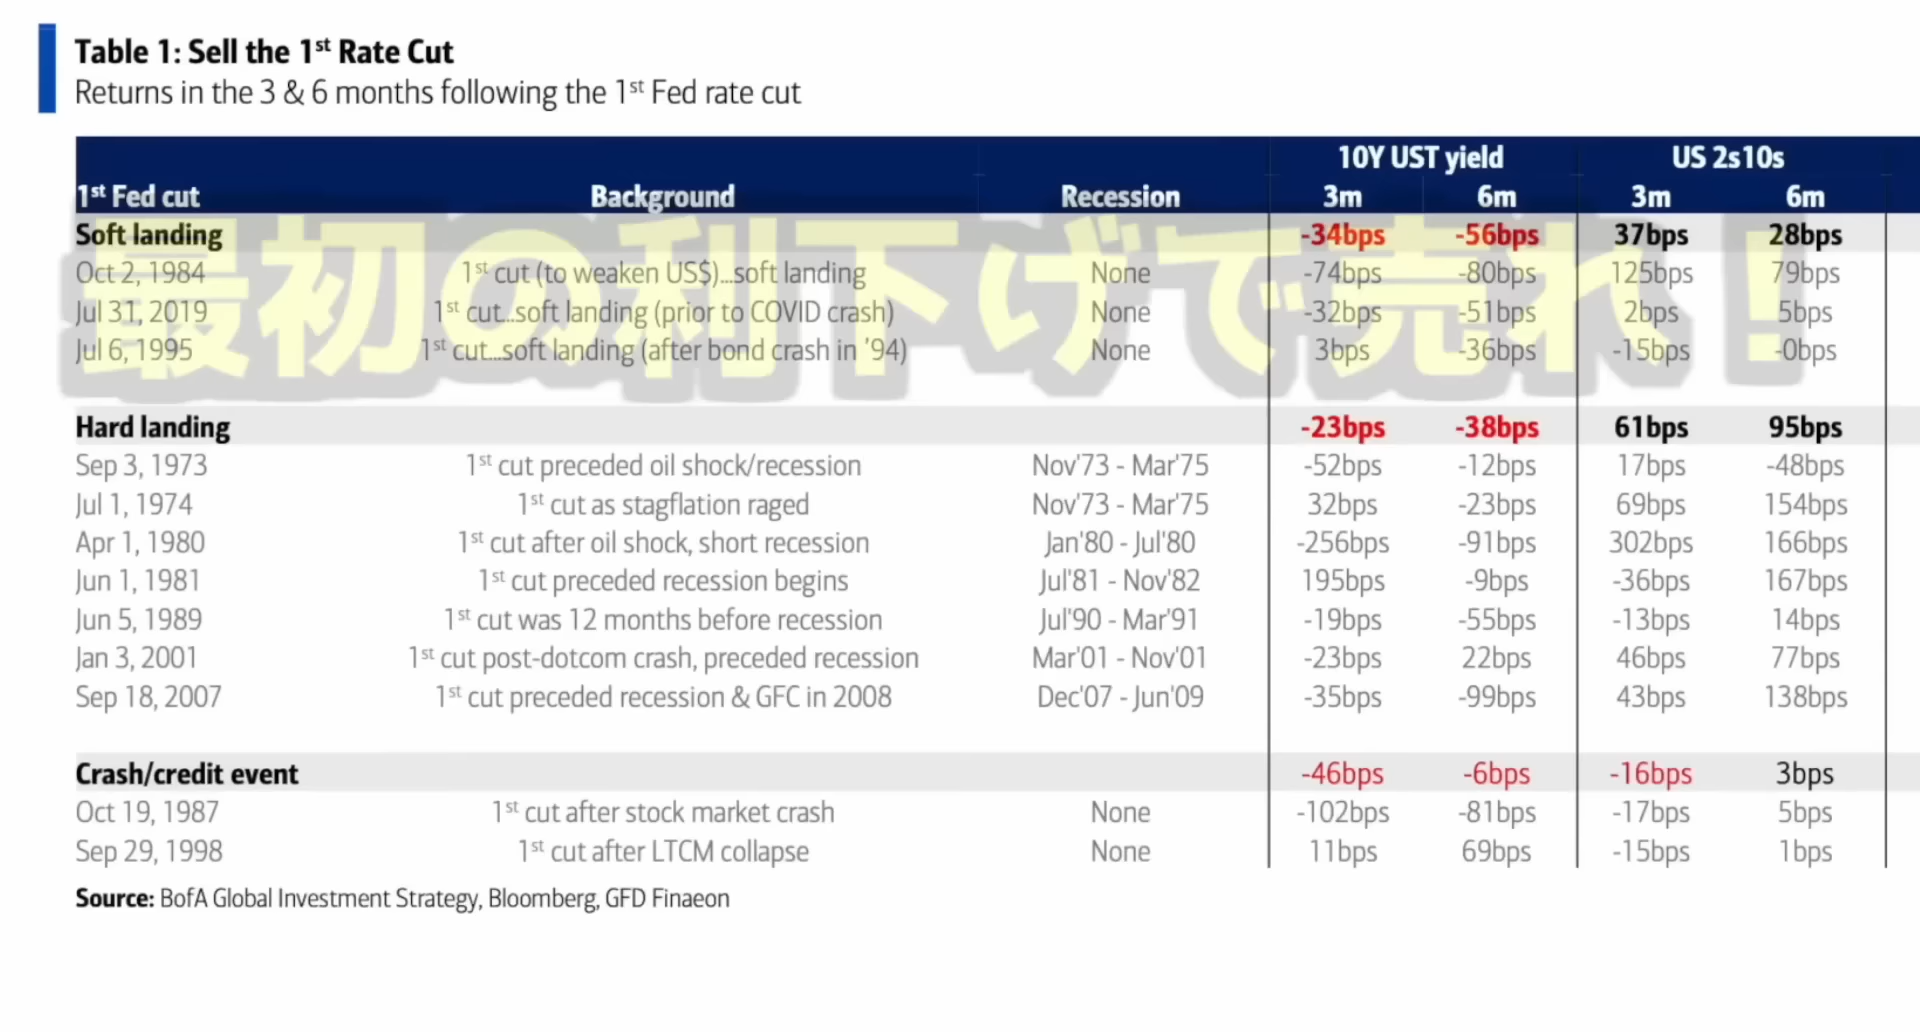 Table 1: Sell the 1st Rate Cut
Returns in the 3 & 6 months following the 1st Fed rate cut
10Y UST yield US 2s10s
1st Fed cut Background Recession 3m 6m 3m 6m
最初の利下げで売れ！
Soft landing -34bps -56bps 37bps 28bps
Oct 2, 1984 1st cut (to weaken US$)...soft landing None -74bps -80bps 125bps 79bps
Jul 31, 2019 1st cut...soft landing (prior to COVID crash) None -32bps -51bps 2bps 5bps
Jul 6, 1995 1st cut...soft landing (after bond crash in '94) None 3bps -36bps -15bps -0bps
Hard landing -23bps -38bps 61bps 95bps
Sep 3, 1973 1st cut preceded oil shock/recession Nov'73 - Mar'75 -52bps -12bps 17bps -48bps
Jul 1, 1974 1st cut as stagflation raged Nov'73 - Mar'75 32bps -23bps 69bps 154bps
Apr 1, 1980 1st cut after oil shock, short recession Jan'80 - Jul'80 -256bps -91bps 302bps 166bps
Jun 1, 1981 1st cut preceded recession begins Jul'81 - Nov'82 195bps -9bps -36bps 167bps
Jun 5, 1989 1st cut was 12 months before recession Jul'90 - Mar'91 -19bps -55bps -13bps 14bps
Jan 3, 2001 1st cut post-dotcom crash, preceded recession Mar'01 - Nov'01 -23bps 22bps 46bps 77bps
Sep 18, 2007 1st cut preceded recession & GFC in 2008 Dec'07 - Jun'09 -35bps -99bps 43bps 138bps
Crash/credit event -46bps -6bps -16bps 3bps
Oct 19, 1987 1st cut after stock market crash None -102bps -81bps -17bps 5bps
Sep 29, 1998 1st cut after LTCM collapse None 11bps 69bps -15bps 1bps
Source: BofA Global Investment Strategy, Bloomberg, GFD Finaeon